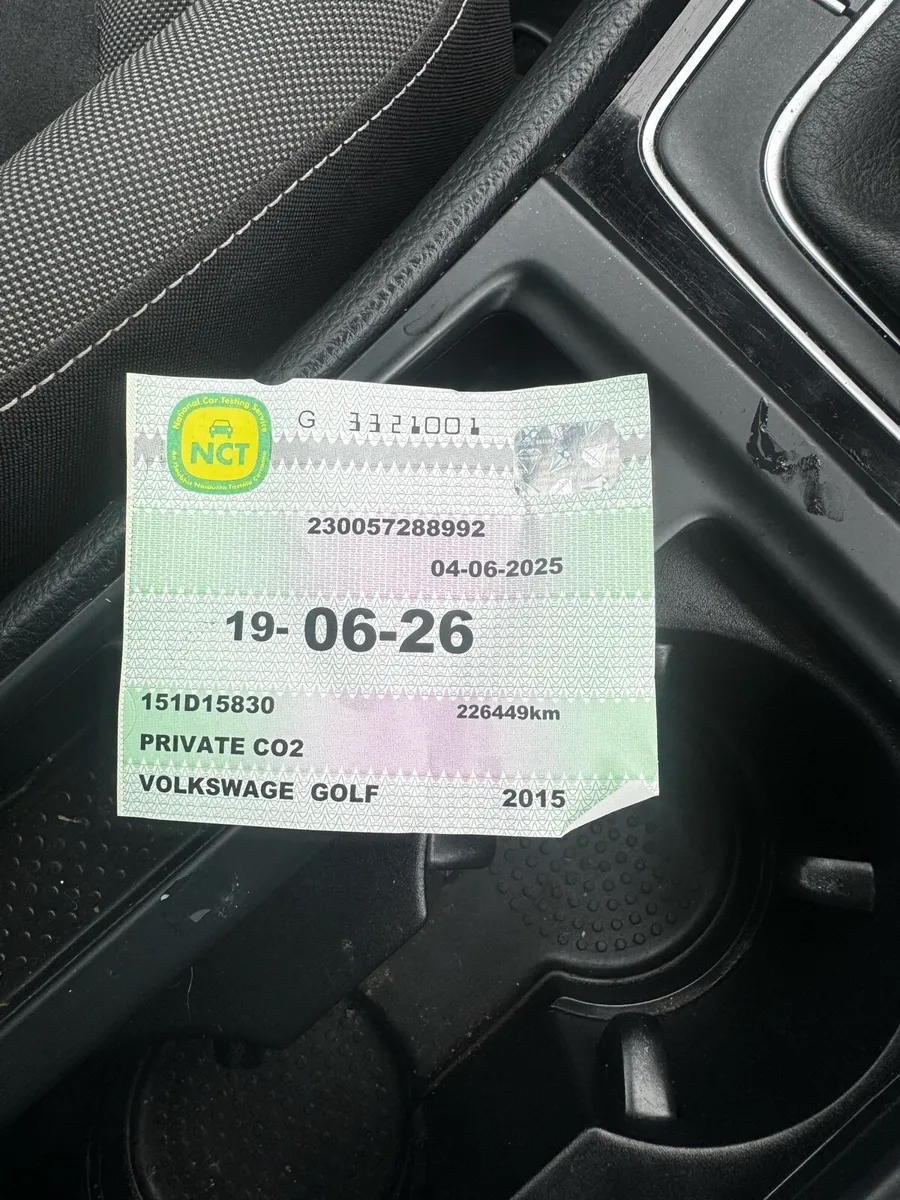 National Car Testing Service
NCT
G 3321001
230057288992
04-06-2025
19-06-26
151D15830
226449km
PRIVATE CO2
VOLKSWAGE GOLF
2015